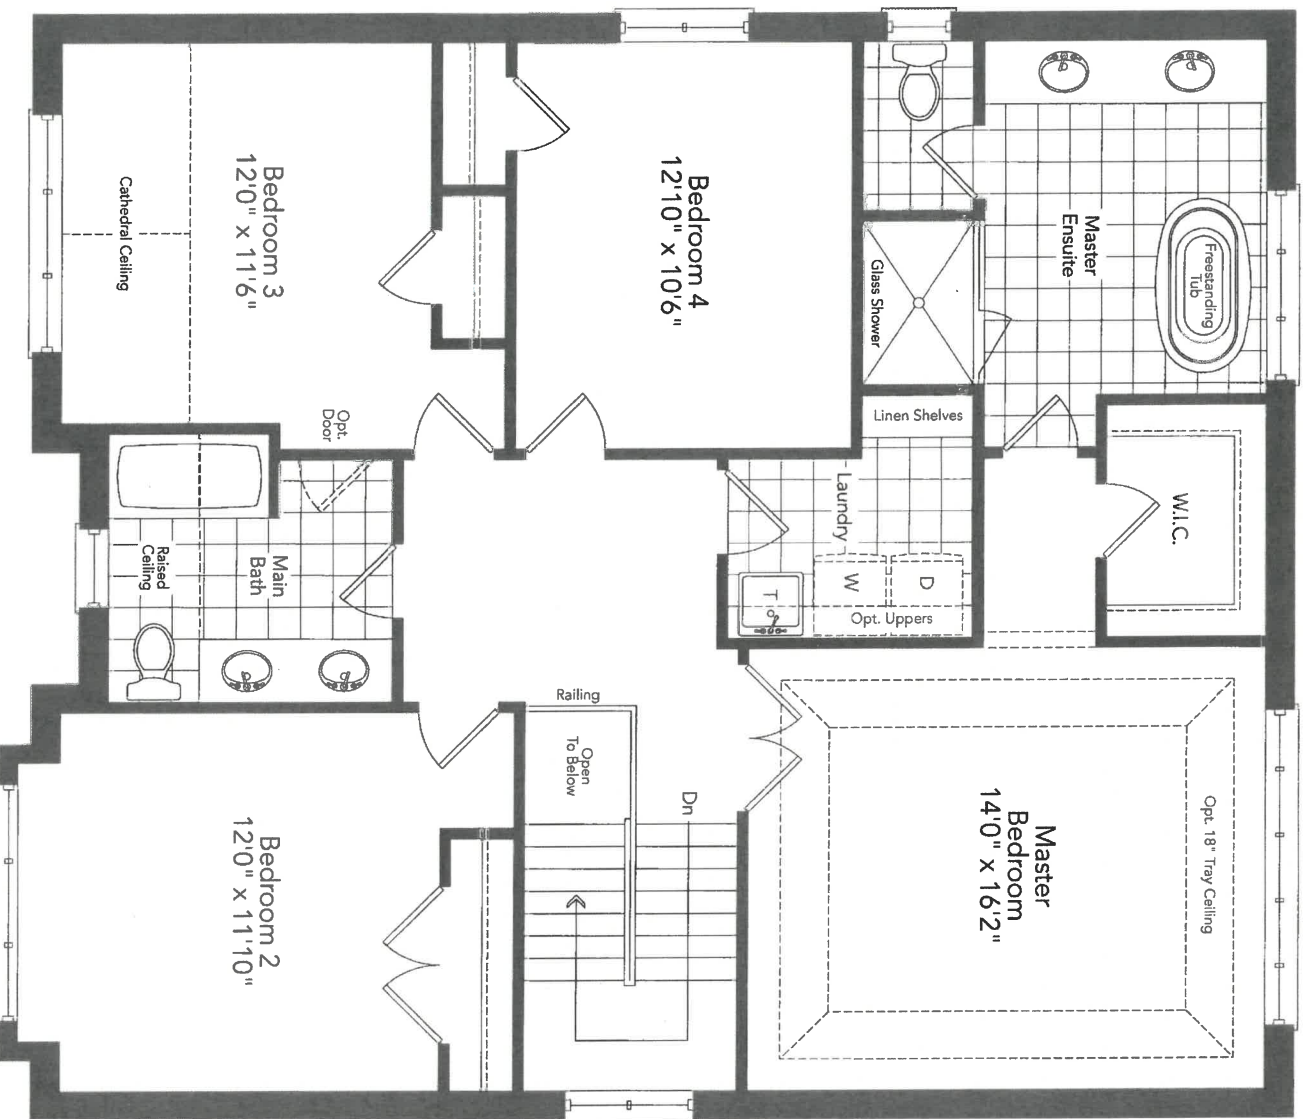 Bedroom 3
12'0" x 11'6"
Cathedral Ceiling
Opt.
Door
Bedroom 4
12'10" x 10'6"
Master
Ensuite
Freestanding
Tub
Glass Shower
Linen Shelves
Laundry
W
D
T
Opt. Uppers
W.I.C.
Main
Bath
Raised
Ceiling
Railing
Open
To Below
Dn
Master
Bedroom
14'0" x 16'2"
Opt. 18" Tray Ceiling
Bedroom 2
12'0" x 11'10"